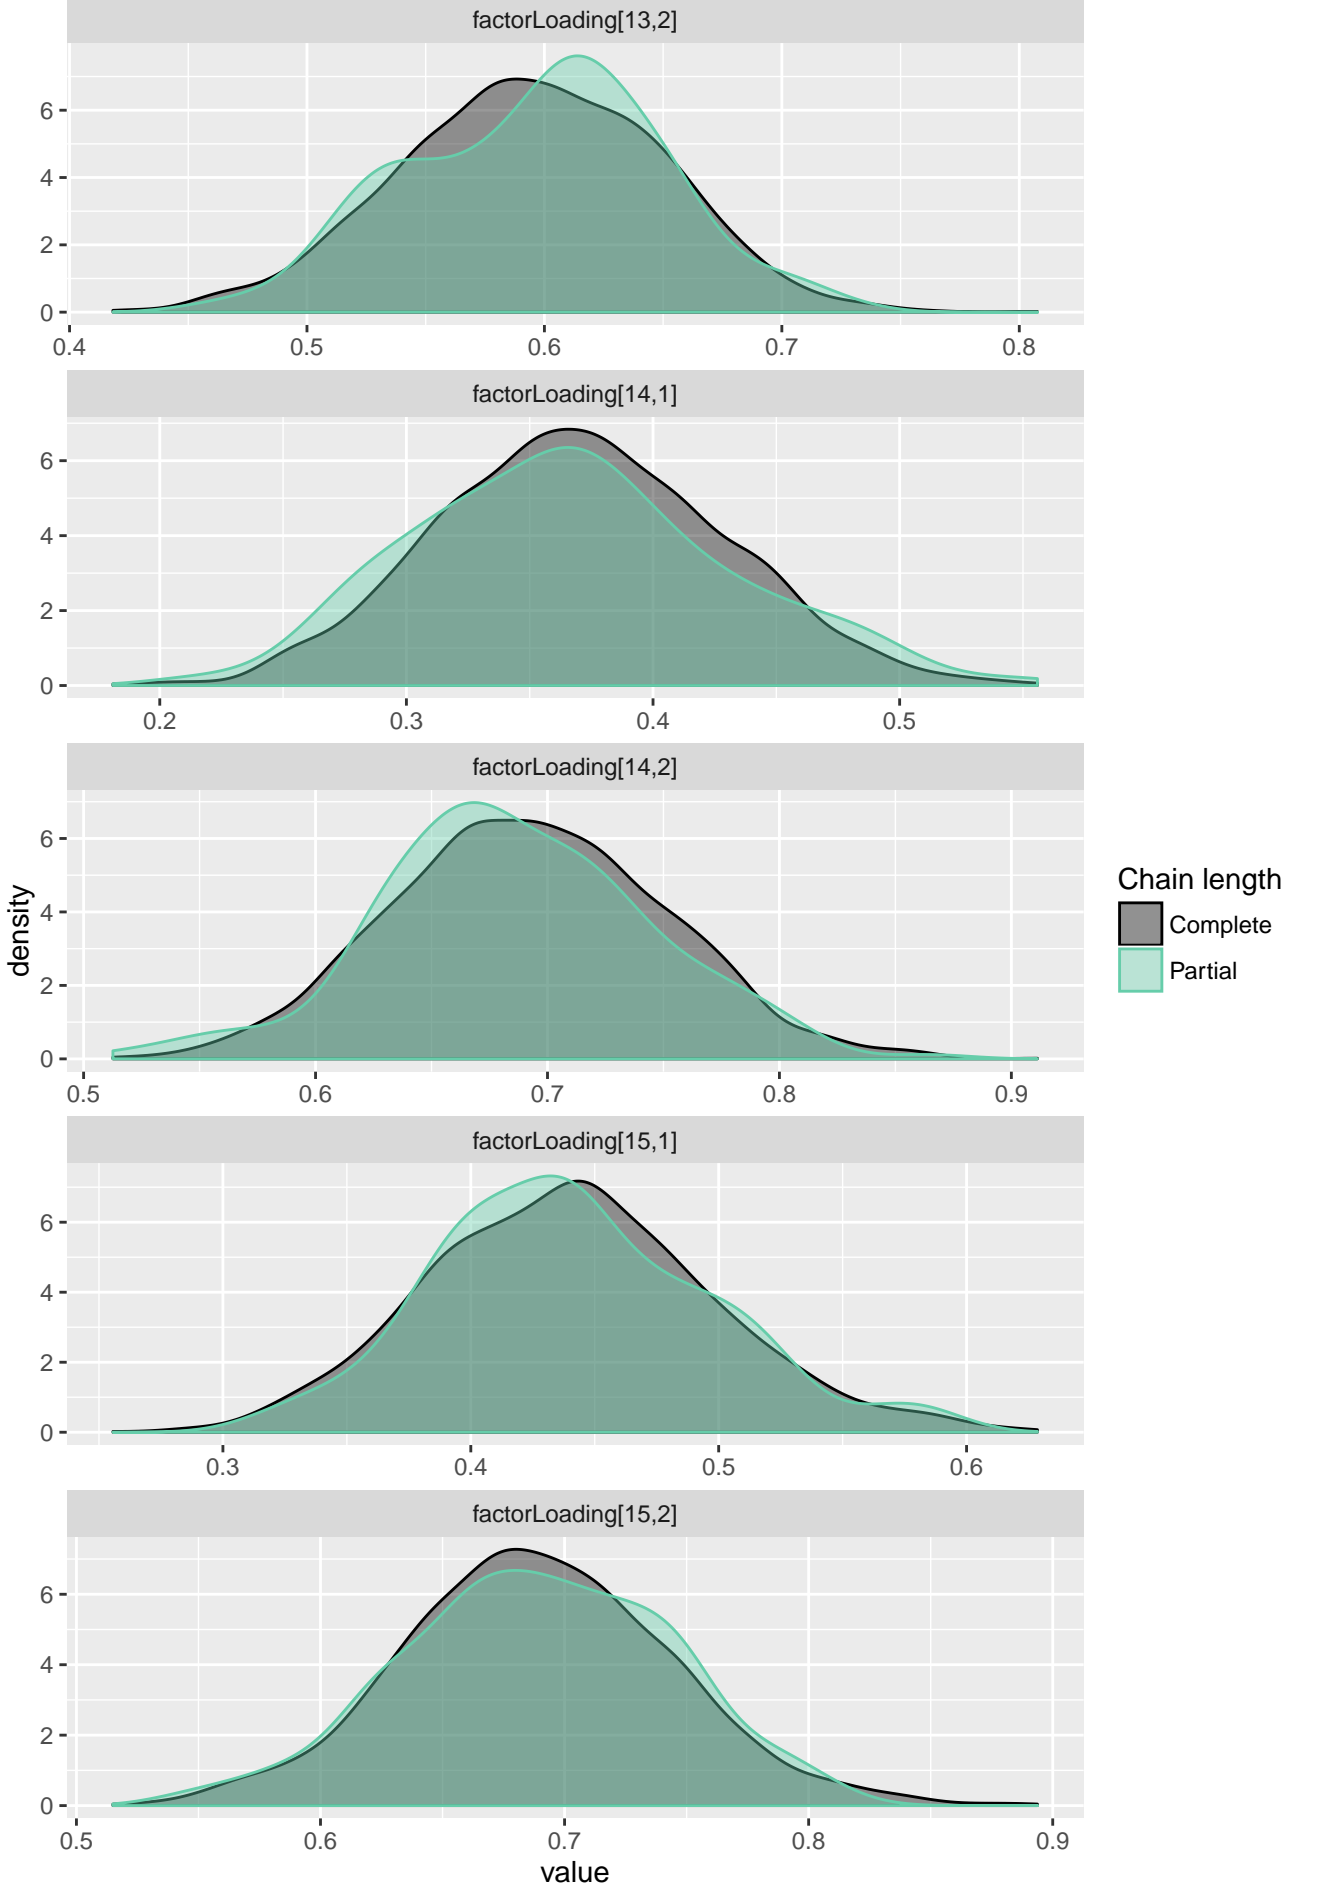 factorLoading[13,2]
6
4
2
0
0.4 0.5 0.6 0.7 0.8
factorLoading[14,1]
6
4
2
0
0.2 0.3 0.4 0.5
factorLoading[14,2]
6
4
2
0
0.5 0.6 0.7 0.8 0.9
density
Chain length
Complete
Partial
factorLoading[15,1]
6
4
2
0
0.3 0.4 0.5 0.6
factorLoading[15,2]
6
4
2
0
0.5 0.6 0.7 0.8 0.9
value